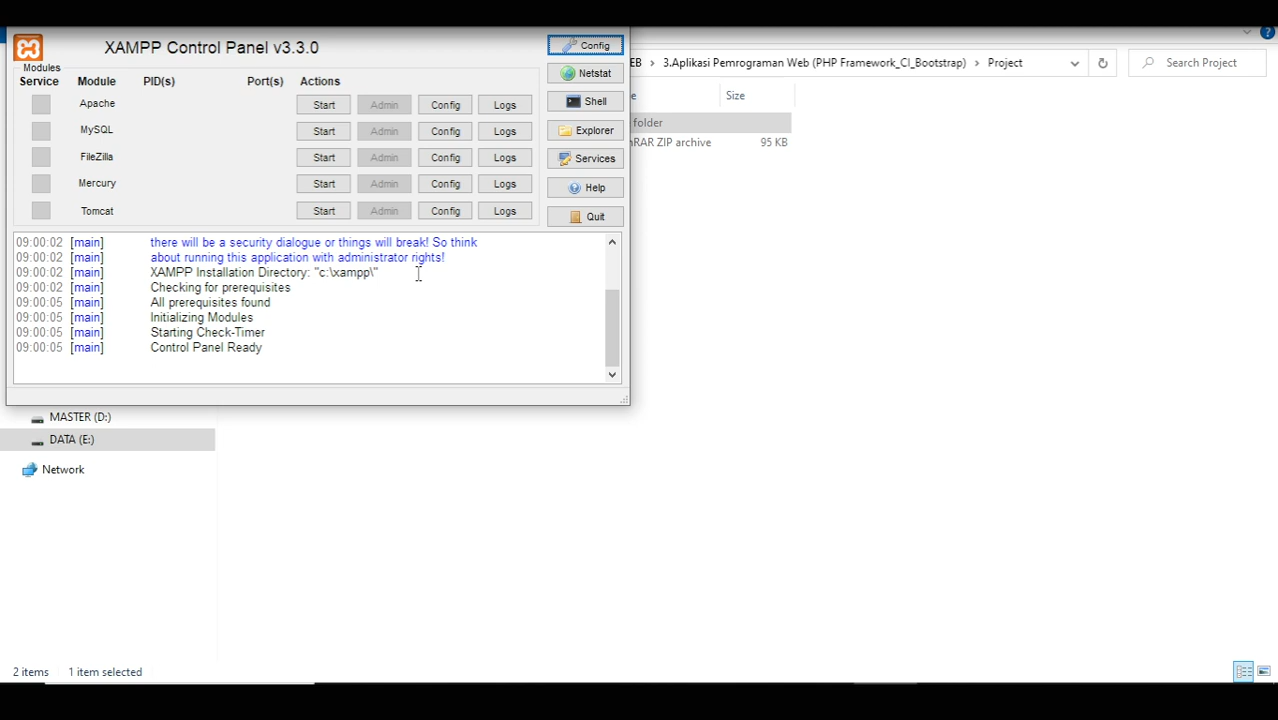 XAMPP Control Panel v3.3.0
Config
Modules
Service Module PID(s) Port(s) Actions
Netstat
Apache Start Admin Config Logs
Shell
MySQL Start Admin Config Logs
Explorer
FileZilla Start Admin Config Logs
Services
Mercury Start Admin Config Logs
Help
Tomcat Start Admin Config Logs
Quit
09:00:02 [main] there will be a security dialogue or things will break! So think
09:00:02 [main] about running this application with administrator rights!
09:00:02 [main] XAMPP Installation Directory: "c:\xampp\"
09:00:02 [main] Checking for prerequisites
09:00:05 [main] All prerequisites found
09:00:05 [main] Initializing Modules
09:00:05 [main] Starting Check-Timer
09:00:05 [main] Control Panel Ready
EB > 3.Aplikasi Pemrograman Web (PHP Framework_CI_Bootstrap) > Project
Search Project
e Size
folder
nRAR ZIP archive 95 KB
MASTER (D:)
DATA (E:)
Network
2 items 1 item selected